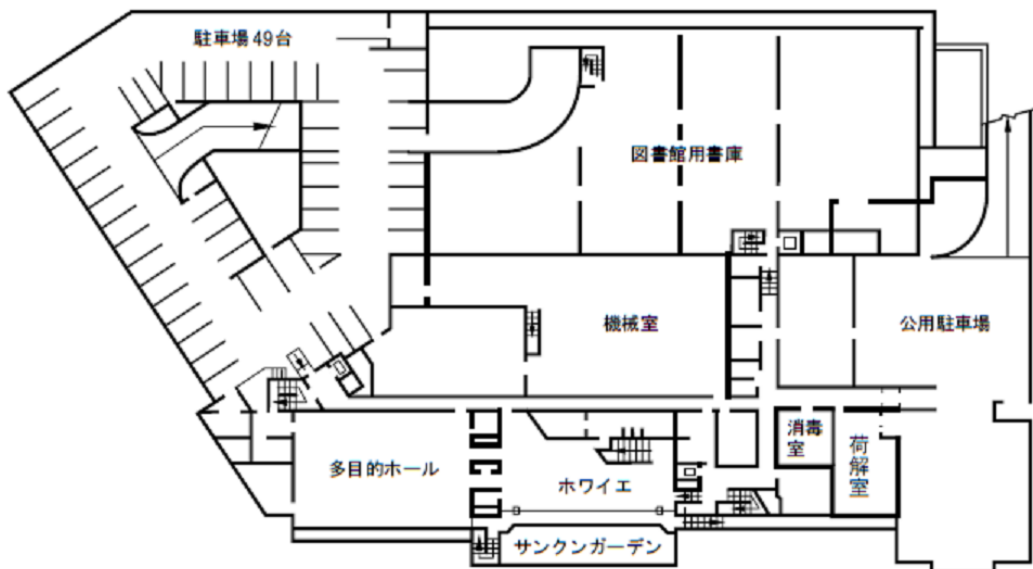 駐車場49台
図書館用書庫
機械室
公用駐車場
消毒
室
荷
解
室
多目的ホール
ホワイエ
サンクンガーデン